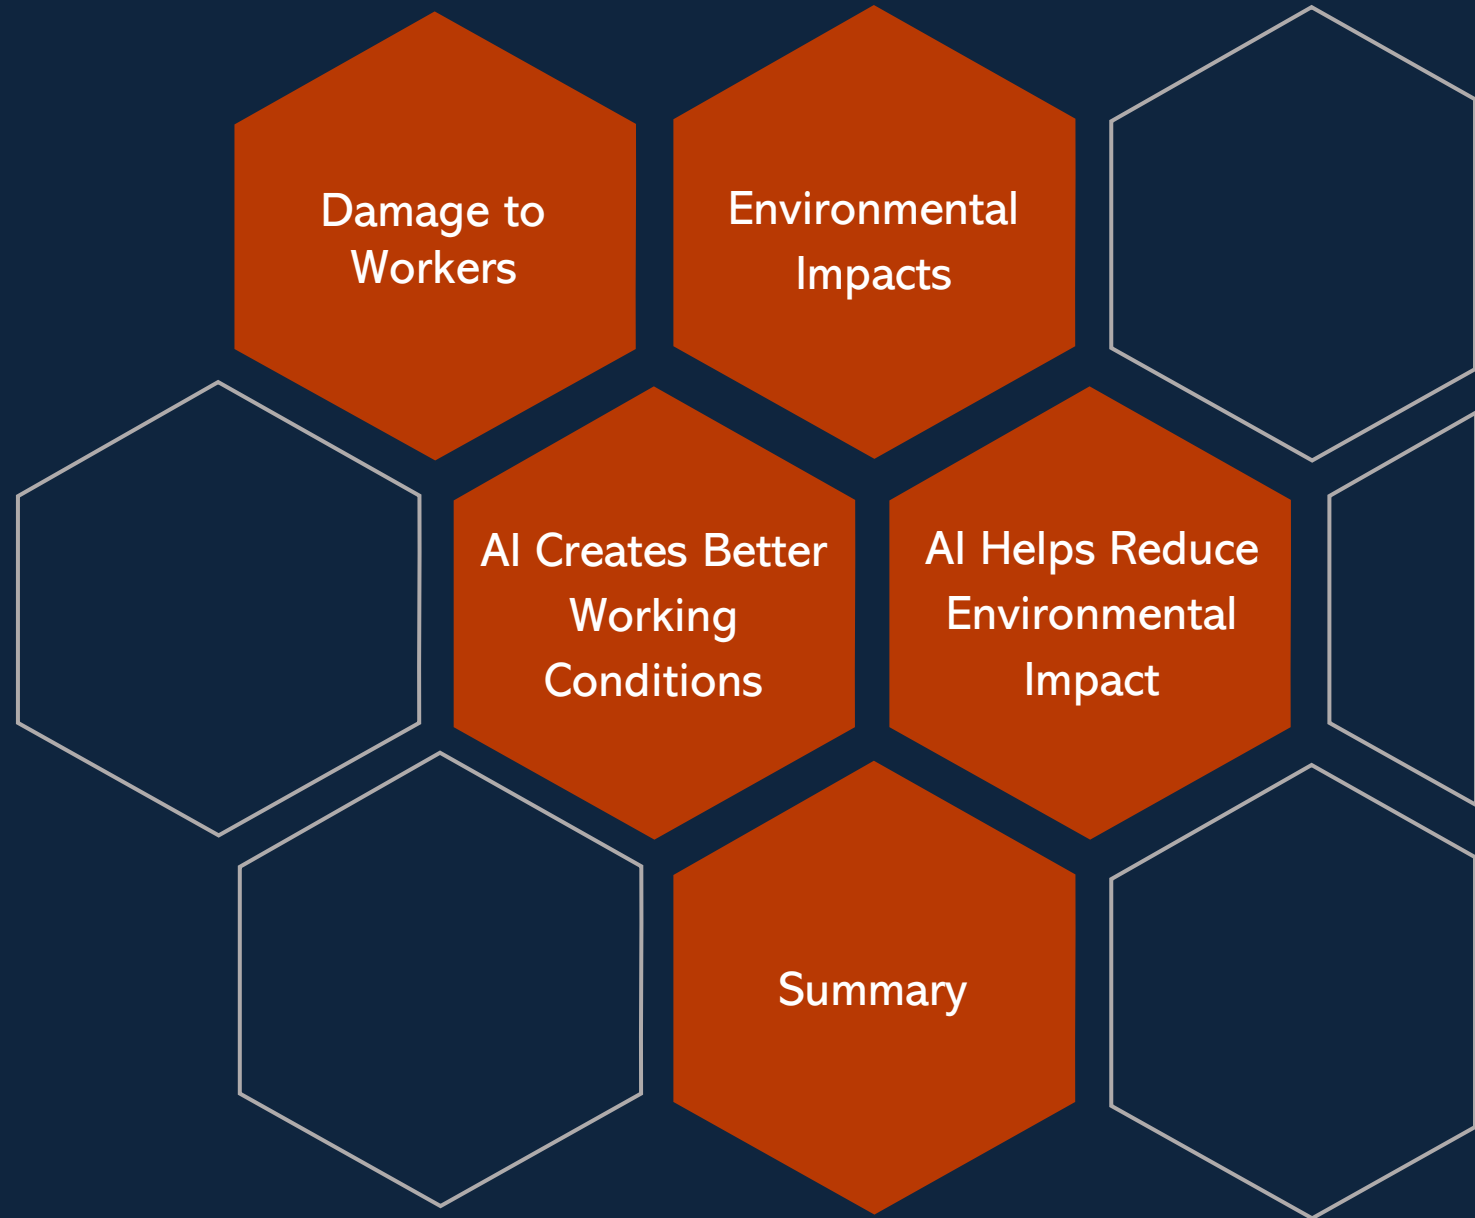 Damage to
Workers
Environmental
Impacts
AI Creates Better
Working
Conditions
AI Helps Reduce
Environmental
Impact
Summary